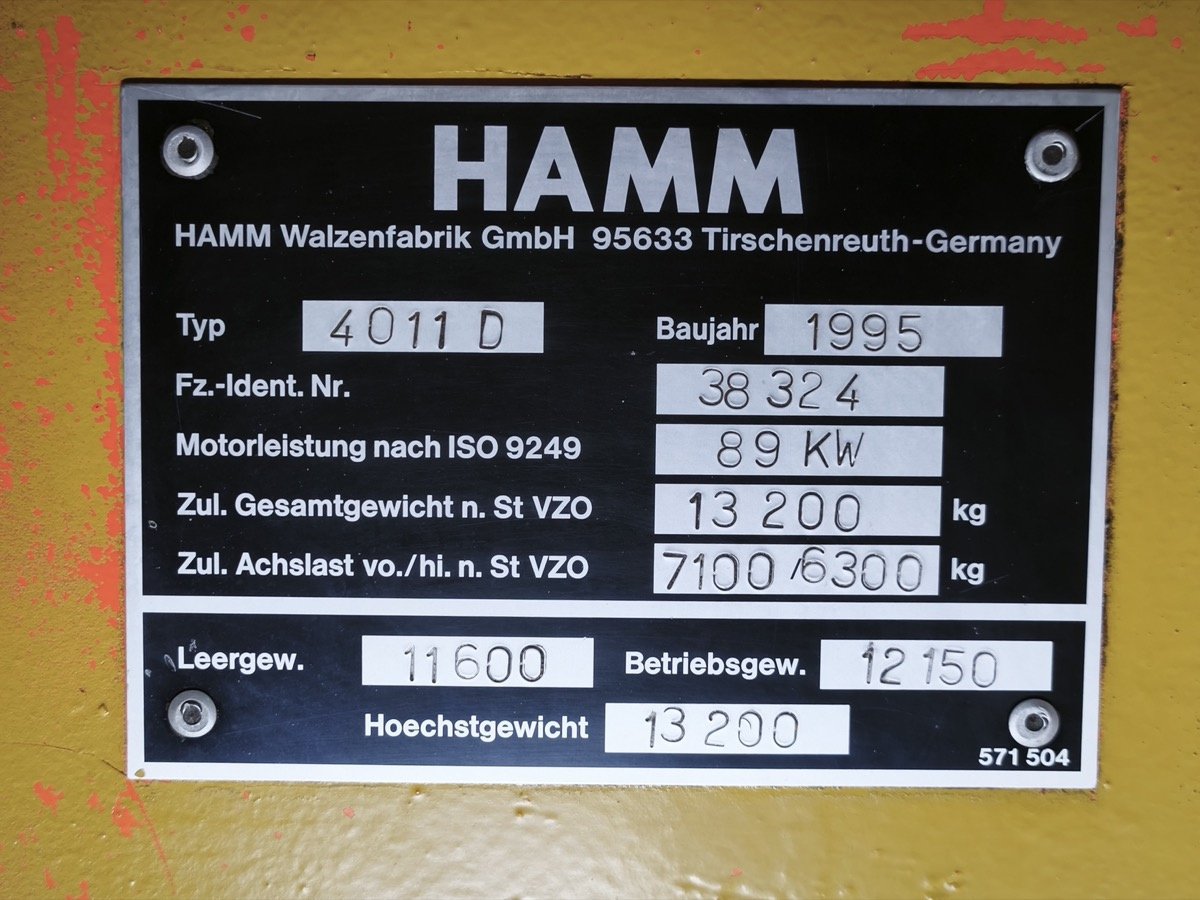 HAMM
HAMM Walzenfabrik GmbH 95633 Tirschenreuth-Germany
Typ 4011 D Baujahr 1995
Fz.-Ident. Nr. 38 324
Motorleistung nach ISO 9249 89 KW
Zul. Gesamtgewicht n. St VZO 13 200 kg
Zul. Achslast vo./hi. n. St VZO 7100/6300 kg
Leergew. 11600 Betriebsgew. 12 150
Hoechstgewicht 13 200
571 504